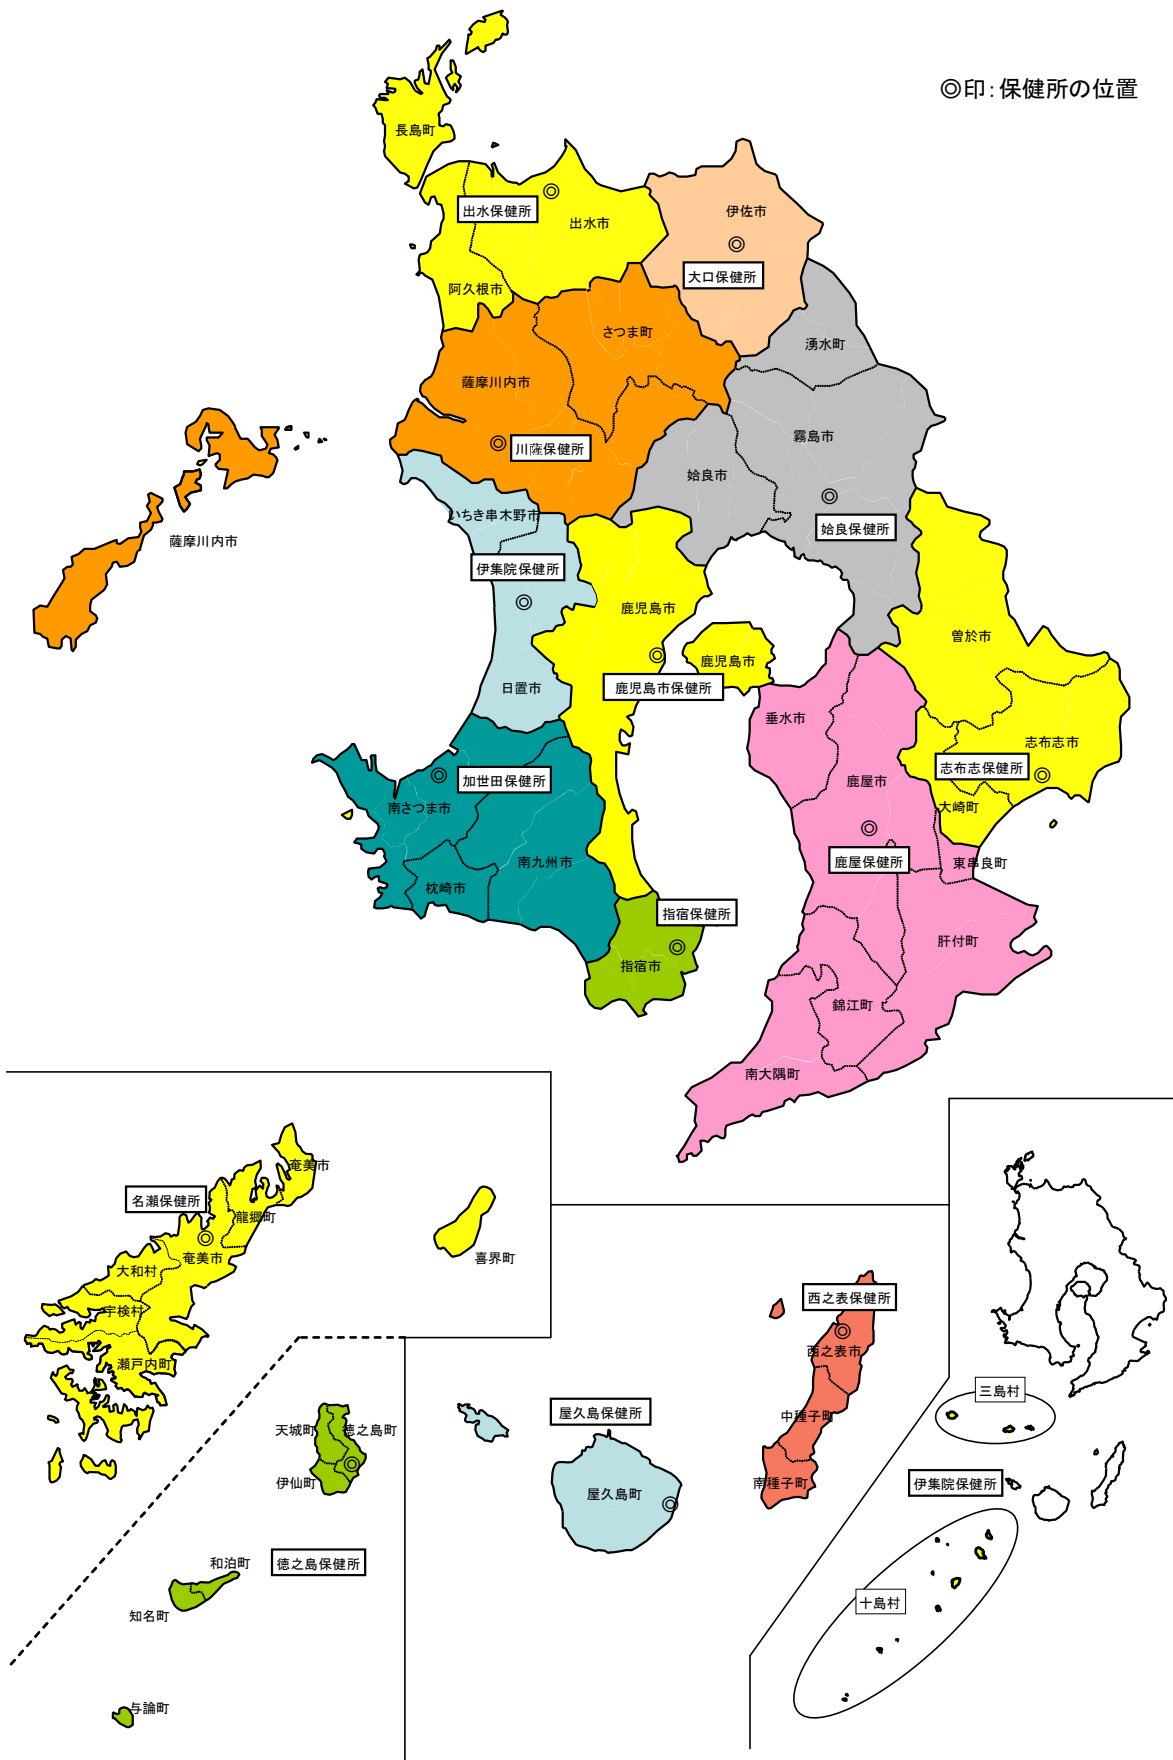 ◎印：保健所の位置
長島町
出水保健所
出水市
伊佐市
大口保健所
阿久根市
さつま町
湧水町
薩摩川内市
霧島市
川薩保健所
姶良市
いちき串木野市
姶良保健所
薩摩川内市
伊集院保健所
鹿児島市
曽於市
鹿児島市
日置市
鹿児島市保健所
垂水市
志布志市
志布志保健所
加世田保健所
鹿屋市
南さつま市
大崎町
鹿屋保健所
東串良町
南九州市
枕崎市
指宿保健所
肝付町
指宿市
錦江町
南大隅町
奄美市
名瀬保健所
龍郷町
奄美市
喜界町
大和村
宇検村
西之表保健所
西之表市
瀬戸内町
三島村
屋久島保健所
中種子町
天城町
徳之島町
伊仙町
南種子町
伊集院保健所
屋久島町
和泊町
徳之島保健所
知名町
十島村
与論町